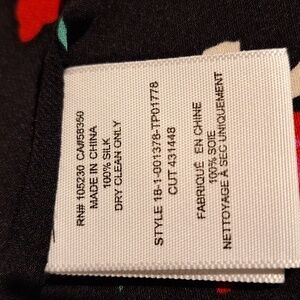 RN# 108230 CA#58350
MADE IN CHINA
100% SILK
DRY CLEAN ONLY
STYLE 18-1-001378-TP01778
CUT 431448
FABRIQUÉ EN CHINE
100% SOIE
NETTOYAGE À SEC UNIQUEMENT